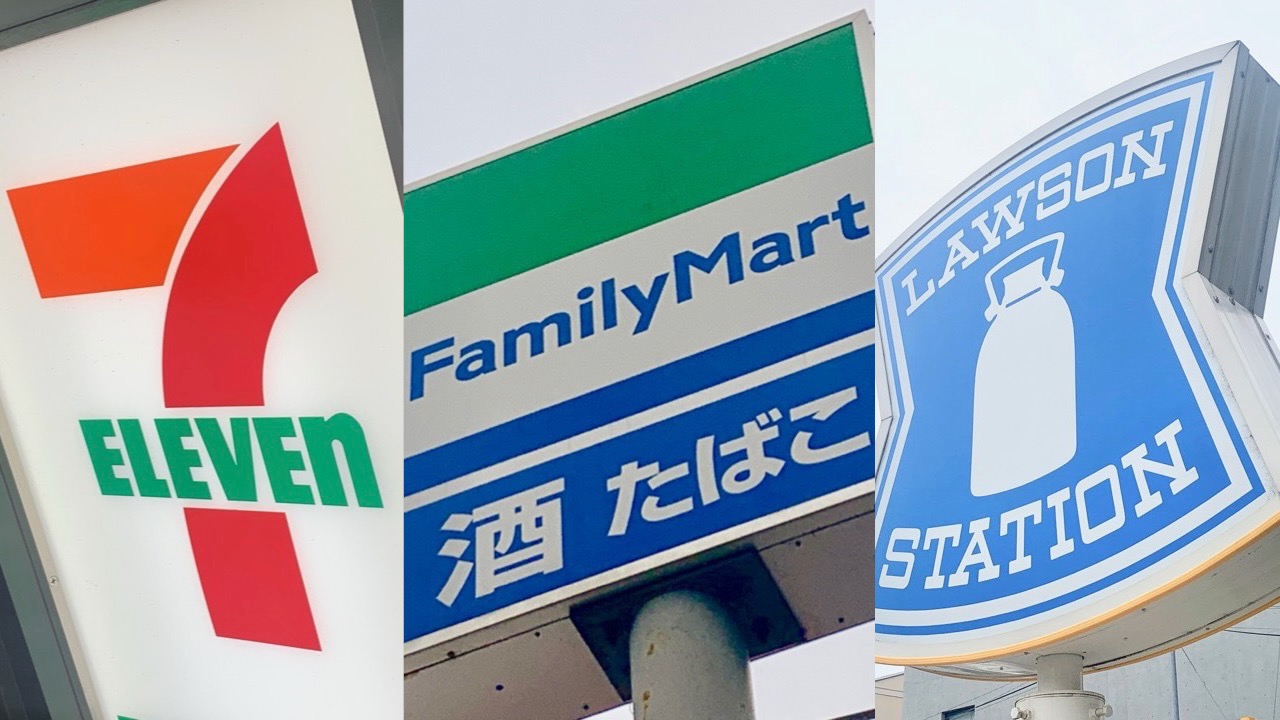 7
ELEVEn
FamilyMart
酒 たばこ
LAWSON
STATION